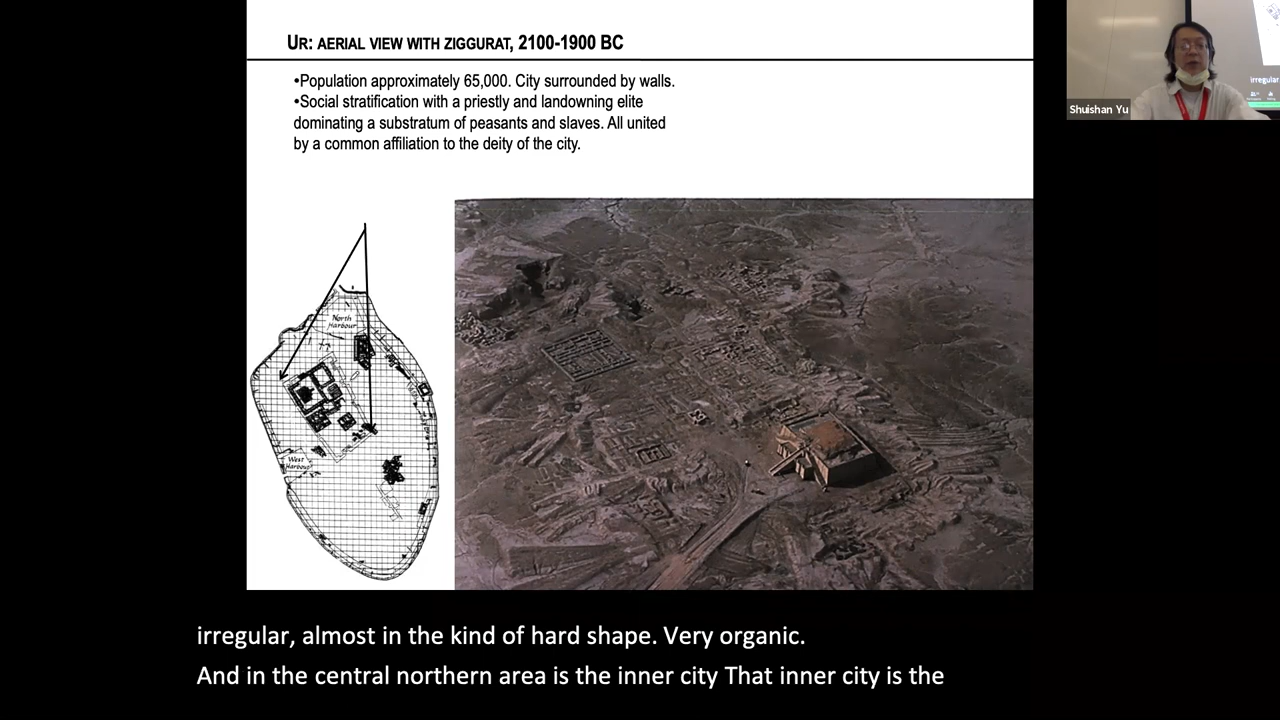 UR: AERIAL VIEW WITH ZIGGURAT, 2100-1900 BC
•Population approximately 65,000. City surrounded by walls.
•Social stratification with a priestly and landowning elite
dominating a substratum of peasants and slaves. All united
by a common affiliation to the deity of the city.
North
Harbour
West
Harbour
Shuishan Yu
irregular
irregular, almost in the kind of hard shape. Very organic.
And in the central northern area is the inner city That inner city is the